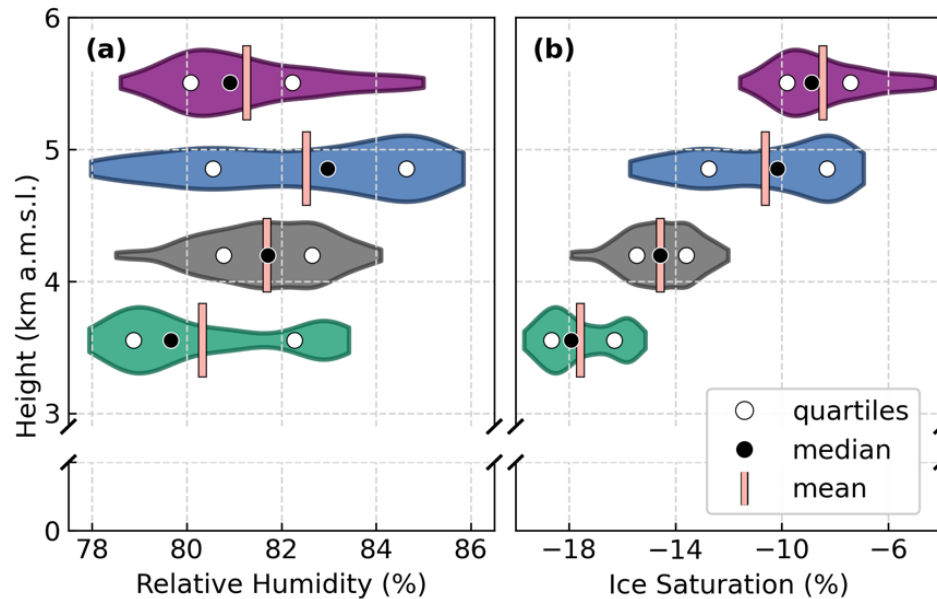 (a)
(b)
6
5
4
3
0
Height (km a.m.s.l.)
78 80 82 84 86
Relative Humidity (%)
−18 −14 −10 −6
Ice Saturation (%)
quartiles
median
mean